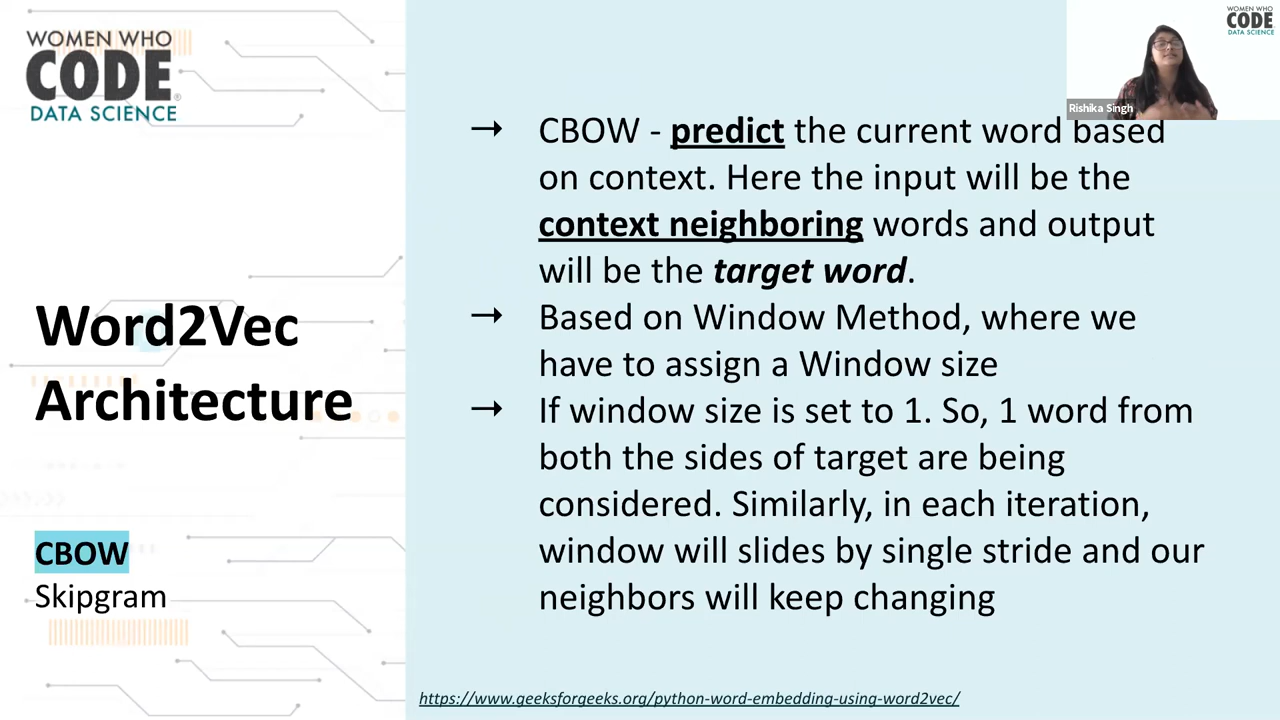 WOMEN WHO
CODE
DATA SCIENCE
WOMEN WHO
CODE
DATA SCIENCE
Rishika Singh
Word2Vec
Architecture
CBOW
Skipgram
→ CBOW - predict the current word based
on context. Here the input will be the
context neighboring words and output
will be the target word.
→ Based on Window Method, where we
have to assign a Window size
→ If window size is set to 1. So, 1 word from
both the sides of target are being
considered. Similarly, in each iteration,
window will slides by single stride and our
neighbors will keep changing
https://www.geeksforgeeks.org/python-word-embedding-using-word2vec/